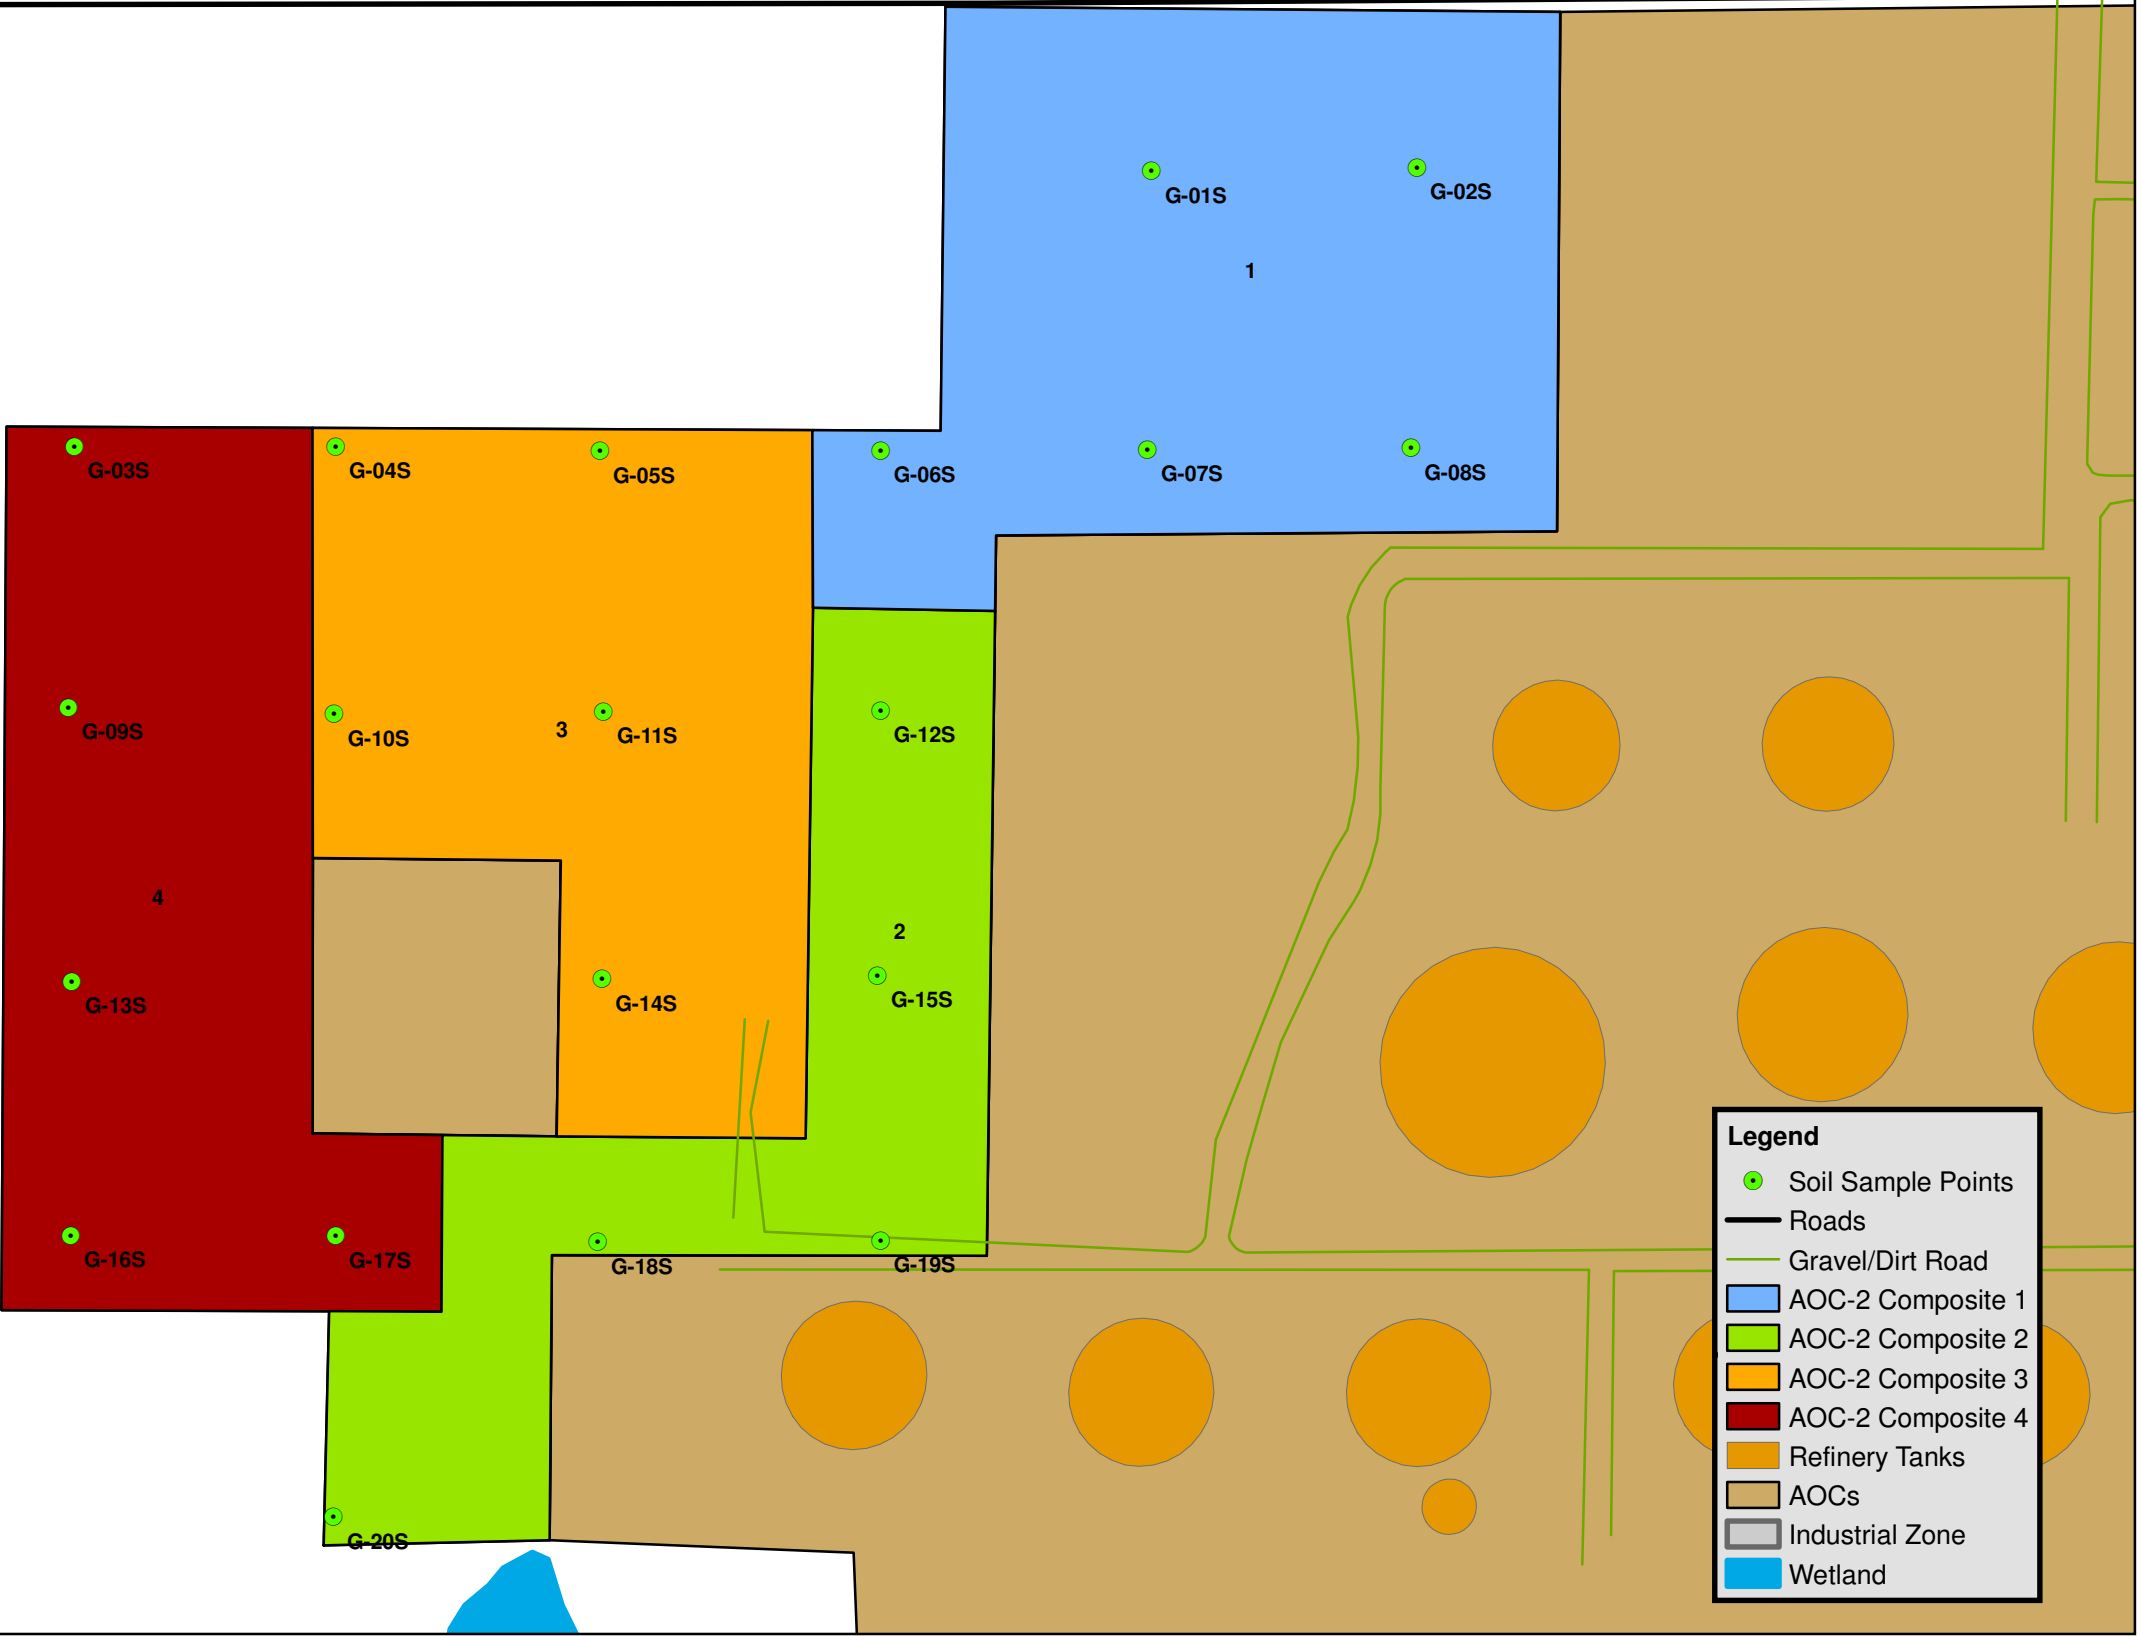 G-01S
G-02S
1
G-03S
G-04S
G-05S
G-06S
G-07S
G-08S
G-09S
G-10S
3
G-11S
G-12S
4
2
G-13S
G-14S
G-15S
G-16S
G-17S
G-18S
G-19S
G-20S
Legend
Soil Sample Points
Roads
Gravel/Dirt Road
AOC-2 Composite 1
AOC-2 Composite 2
AOC-2 Composite 3
AOC-2 Composite 4
Refinery Tanks
AOCs
Industrial Zone
Wetland